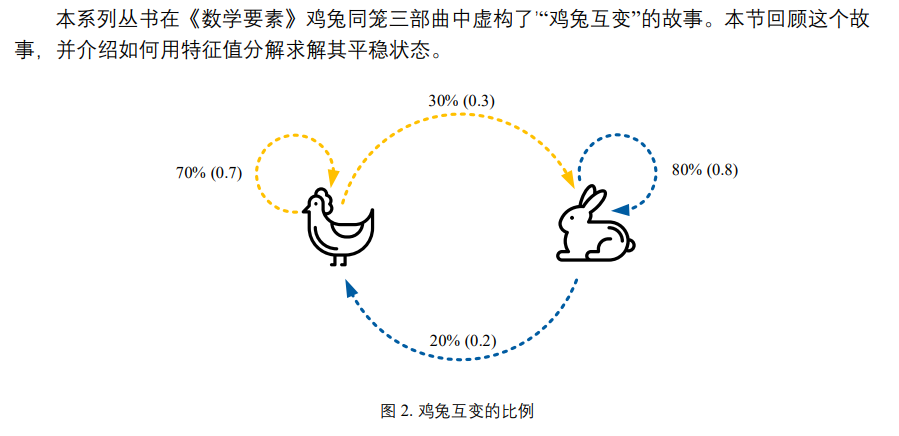 本系列丛书在《数学要素》鸡兔同笼三部曲中虚构了'“鸡兔互变”的故事。本节回顾这个故
事，并介绍如何用特征值分解求解其平稳状态。
30% (0.3)
70% (0.7)
80% (0.8)
20% (0.2)
图 2. 鸡兔互变的比例